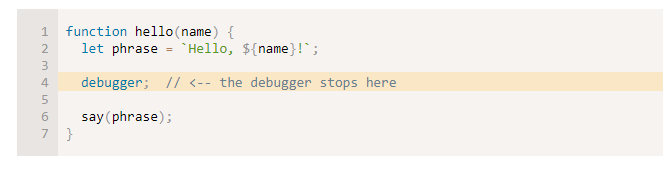 1 function hello(name) {
2   let phrase = `Hello, ${name}!`;
3
4   debugger;  // <-- the debugger stops here
5
6   say(phrase);
7 }